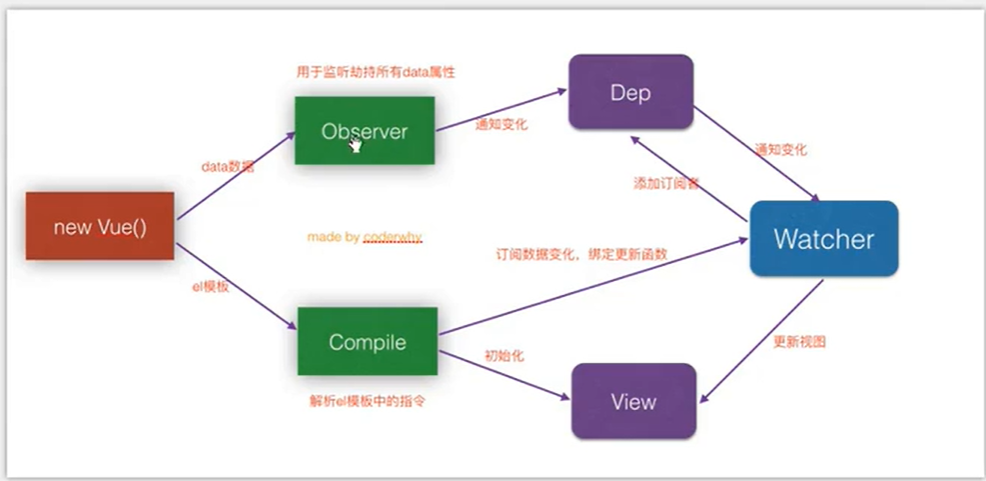 用于监听劫持所有data属性
Observer
Dep
通知变化
通知变化
data数据
添加订阅者
new Vue()
made by coderwhy
Watcher
订阅数据变化，绑定更新函数
el模板
Compile
初始化
更新视图
解析el模板中的指令
View